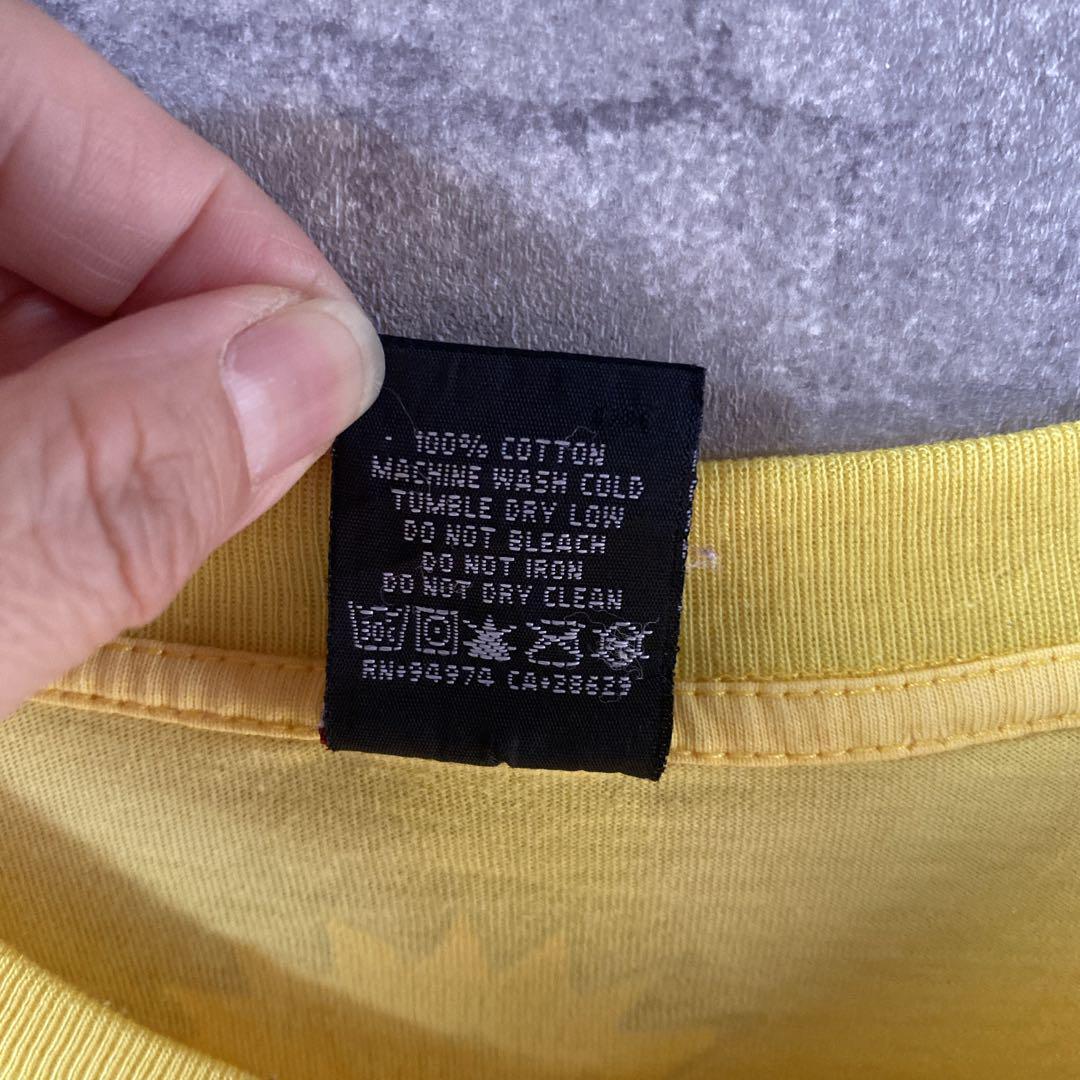 100% COTTON
MACHINE WASH COLD
TUMBLE DRY LOW
DO NOT BLEACH
DO NOT IRON
DO NOT DRY CLEAN
30C
RN♦94974 CA♦28629